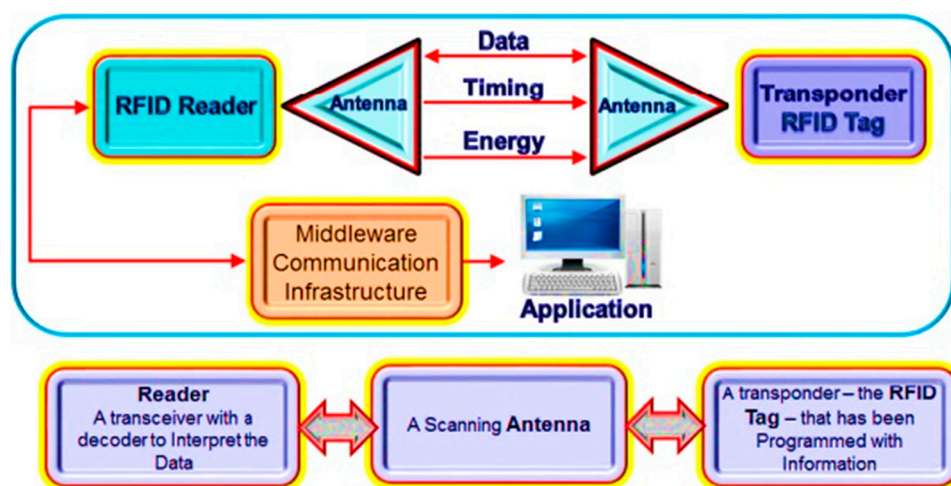 Data
RFID Reader
Antenna
Timing
Antenna
Transponder
RFID Tag
Energy
Middleware
Communication
Infrastructure
Application
Reader
A transceiver with a
decoder to Interpret the
Data
A Scanning Antenna
A transponder – the RFID
Tag – that has been
Programmed with
Information